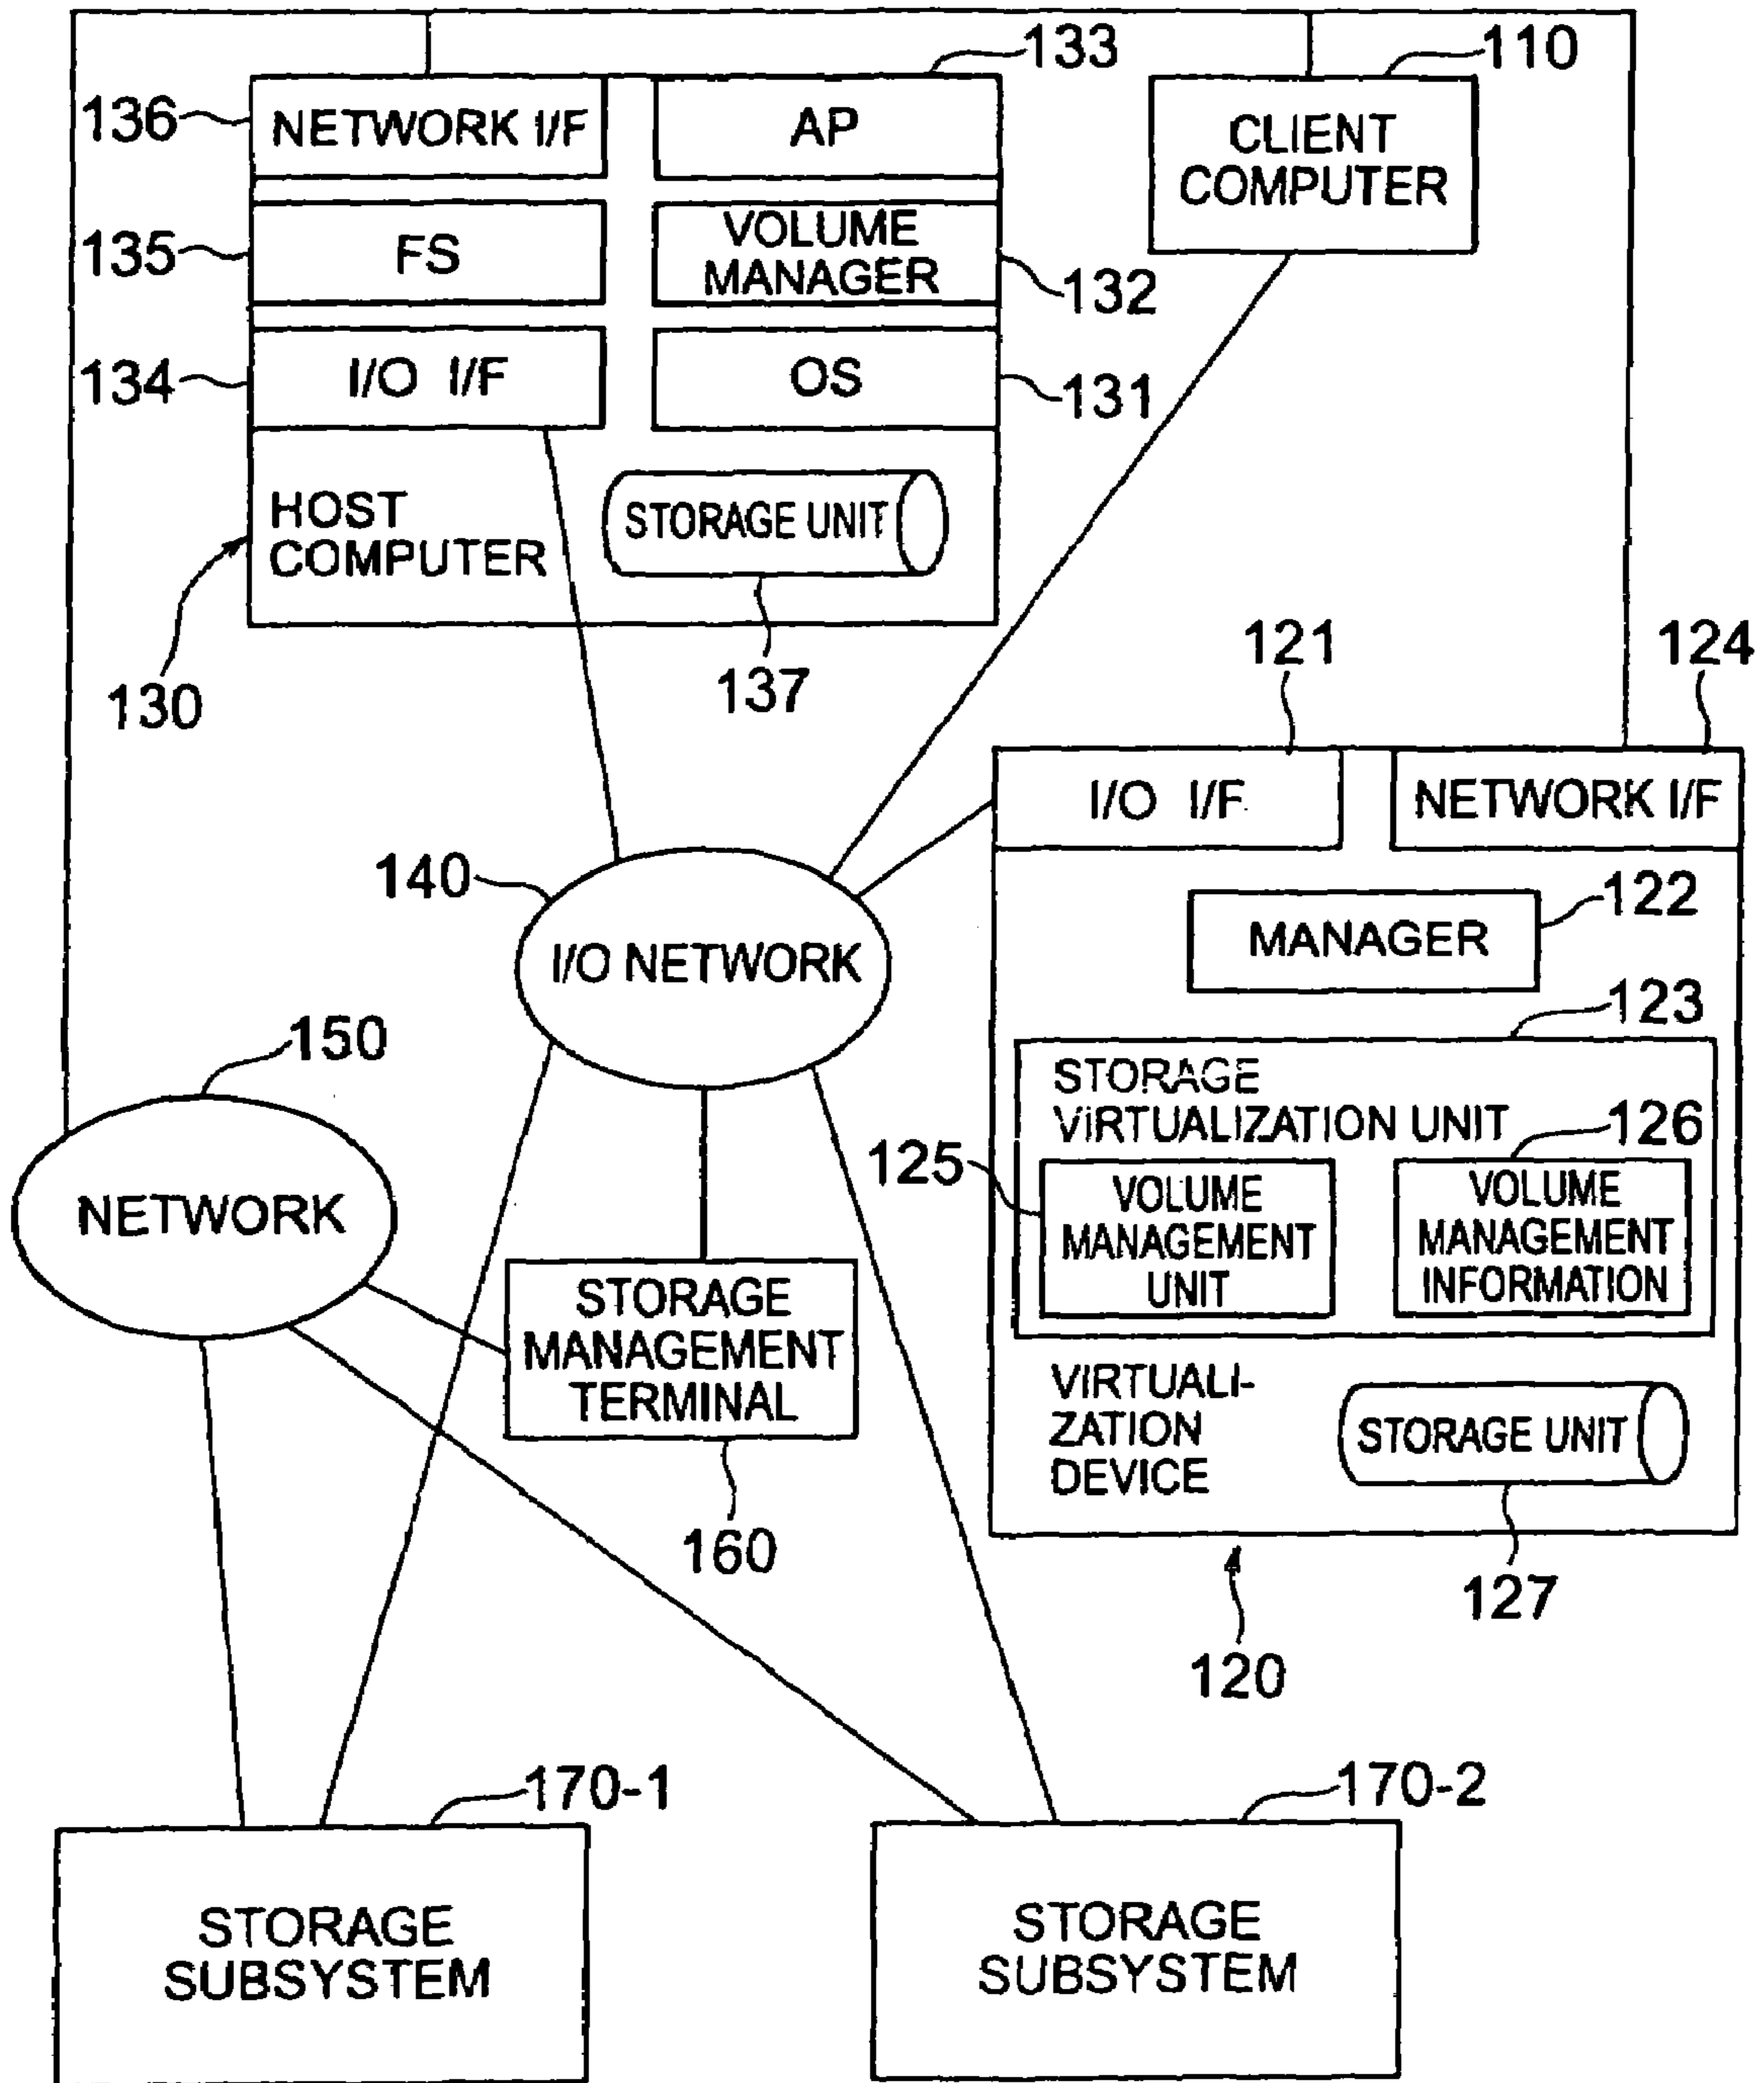 133
110
136
NETWORK I/F
AP
CLIENT
COMPUTER
135
FS
VOLUME
MANAGER
132
134
I/O I/F
OS
131
HOST
COMPUTER
STORAGE UNIT
130
137
121
124
I/O I/F
NETWORK I/F
140
122
MANAGER
I/O NETWORK
123
150
STORAGE
VIRTUALIZATION UNIT
126
125
VOLUME
MANAGEMENT
UNIT
VOLUME
MANAGEMENT
INFORMATION
NETWORK
STORAGE
MANAGEMENT
TERMINAL
VIRTUALI-
ZATION
DEVICE
STORAGE UNIT
160
127
120
170-1
170-2
STORAGE
SUBSYSTEM
STORAGE
SUBSYSTEM